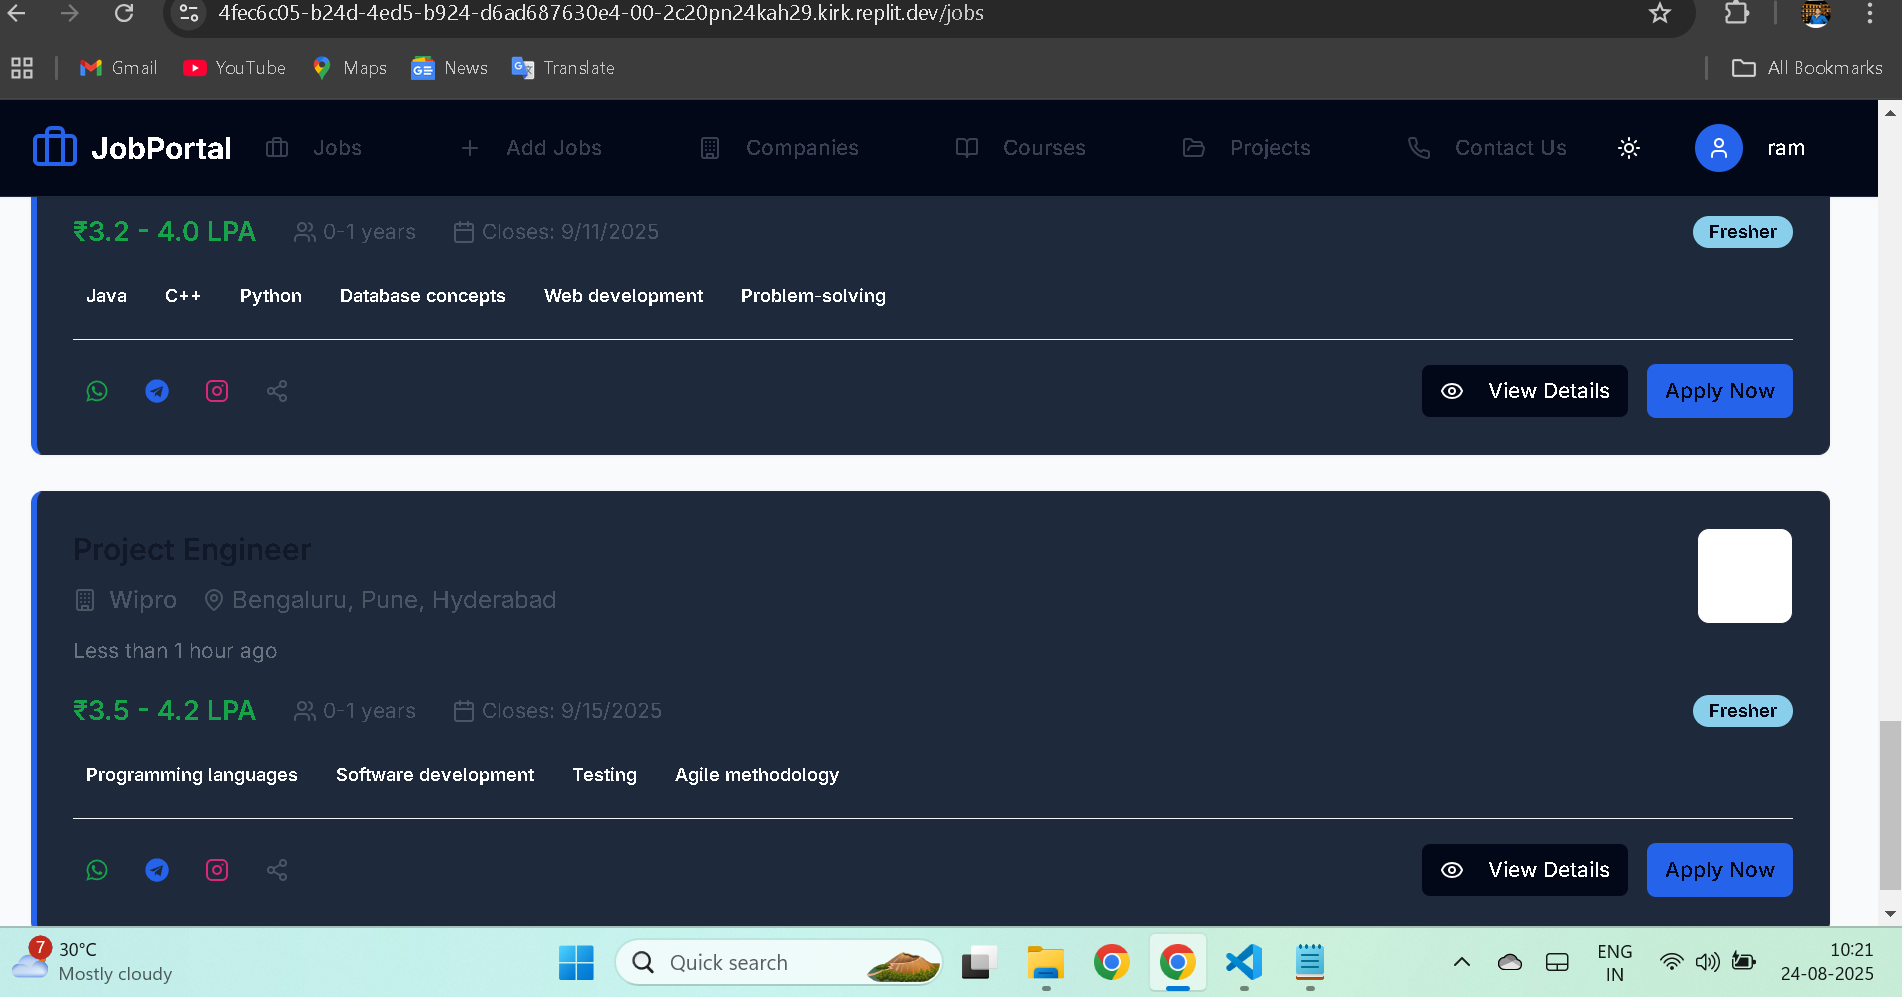 4fec6c05-b24d-4ed5-b924-d6ad687630e4-00-2c20pn24kah29.kirk.replit.dev/jobs
Gmail YouTube Maps News Translate All Bookmarks
JobPortal Jobs Add Jobs Companies Courses Projects Contact Us ram
₹3.2 - 4.0 LPA 0-1 years Closes: 9/11/2025 Fresher
Java C++ Python Database concepts Web development Problem-solving
View Details Apply Now
Project Engineer
Wipro Bengaluru, Pune, Hyderabad
Less than 1 hour ago
₹3.5 - 4.2 LPA 0-1 years Closes: 9/15/2025 Fresher
Programming languages Software development Testing Agile methodology
View Details Apply Now
7 30°C
Mostly cloudy
Quick search
ENG
IN
10:21
24-08-2025